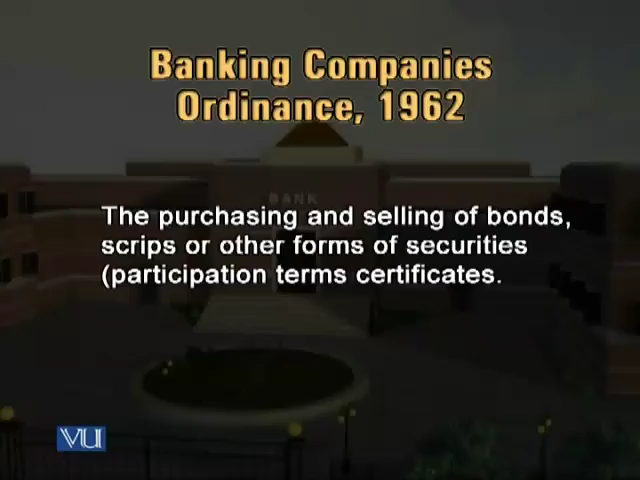 Banking Companies
Ordinance, 1962
BANK
The purchasing and selling of bonds,
scrips or other forms of securities
(participation terms certificates.
VU